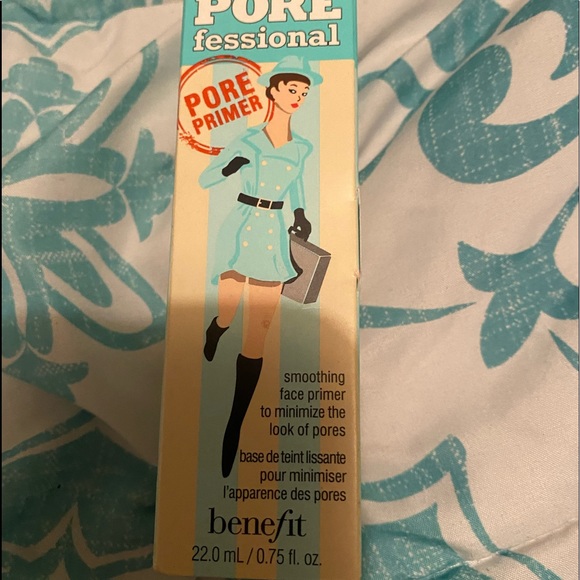 PORE
fessional
PORE
PRIMER
smoothing
face primer
to minimize the
look of pores
base de teint lissante
pour minimiser
l'apparence des pores
benefit
22.0 mL / 0.75 fl. oz.